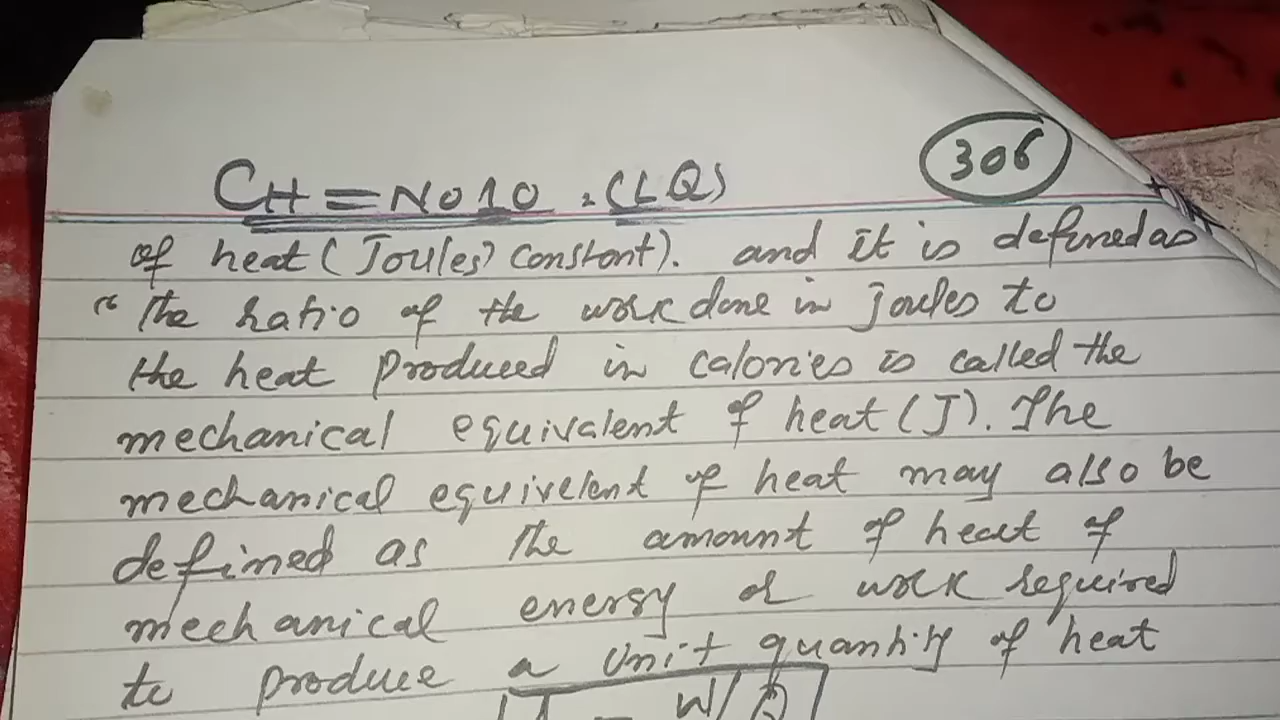 306
CH = No 10 . (LQS)
of heat (Joules) constant). and it is defined as
"The ratio of the work done in joules to
the heat produced in calories is called the
mechanical equivalent of heat (J). The
mechanical equivelent of heat may also be
defined as the amount of heat of
mechanical energy or work required
to produce a unit quantity of heat
J = W/Q